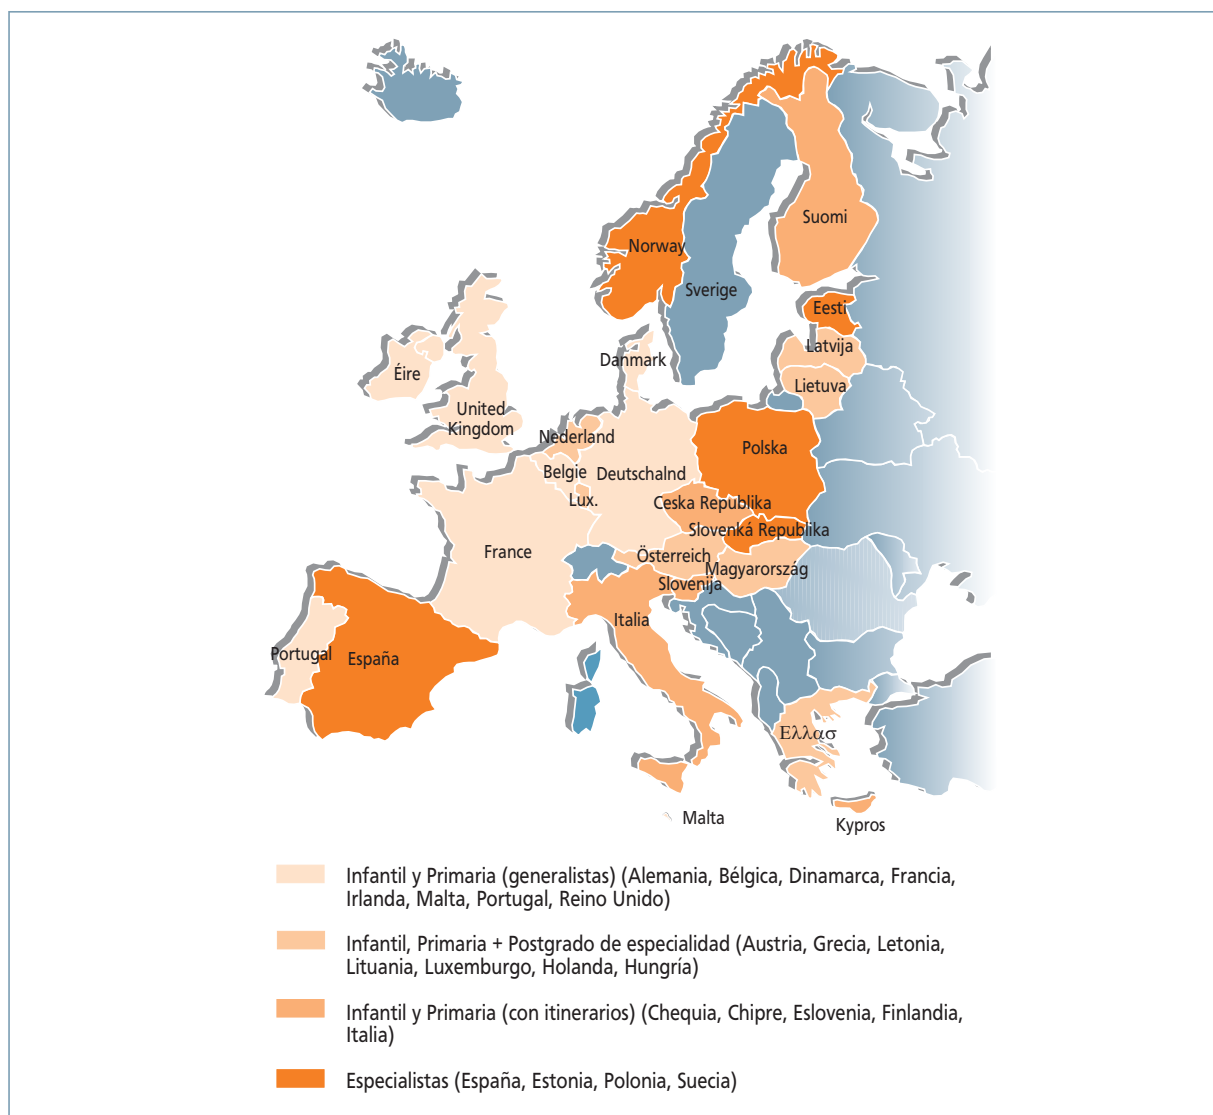 Suomi
Norway
Sverige
Eesti
Latvija
Danmark
Éire
Lietuva
United
Kingdom
Nederland
Polska
Belgie
Deutschalnd
Lux.
Ceska Republika
Slovenká Republika
France
Österreich
Magyarország
Slovenija
Italia
Portugal
España
Ελλασ
Malta
Kypros
Infantil y Primaria (generalistas) (Alemania, Bélgica, Dinamarca, Francia,
Irlanda, Malta, Portugal, Reino Unido)
Infantil, Primaria + Postgrado de especialidad (Austria, Grecia, Letonia,
Lituania, Luxemburgo, Holanda, Hungría)
Infantil y Primaria (con itinerarios) (Chequia, Chipre, Eslovenia, Finlandia,
Italia)
Especialistas (España, Estonia, Polonia, Suecia)